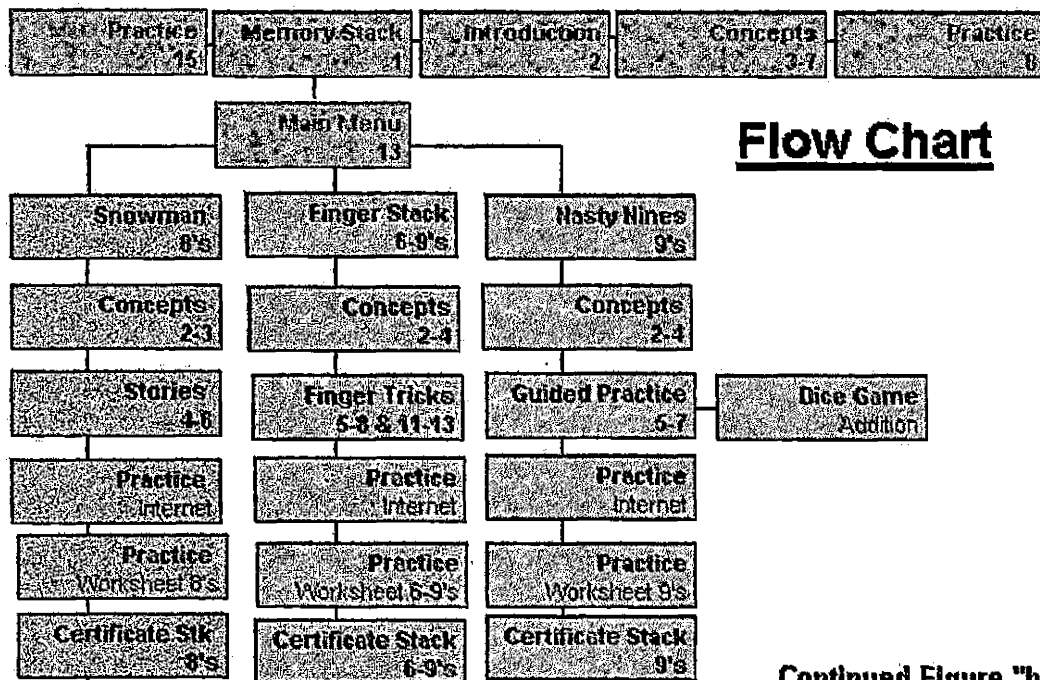 Practice
15
Memory Stack
1
Introduction
2
Concepts
3-7
Practice
8
Main Menu
13
Flow Chart
Snowman
8's
Finger Stack
6-9's
Nasty Nines
9's
Concepts
2-3
Concepts
2-4
Concepts
2-4
Stories
4-6
Finger Tricks
5-8 & 11-13
Guided Practice
5-7
Dice Game
Addition
Practice
Internet
Practice
Internet
Practice
Internet
Practice
Worksheet 8's
Practice
Worksheet 6-9's
Practice
Worksheet 9's
Certificate Stk
8's
Certificate Stack
6-9's
Certificate Stack
9's
Continued Figure "b